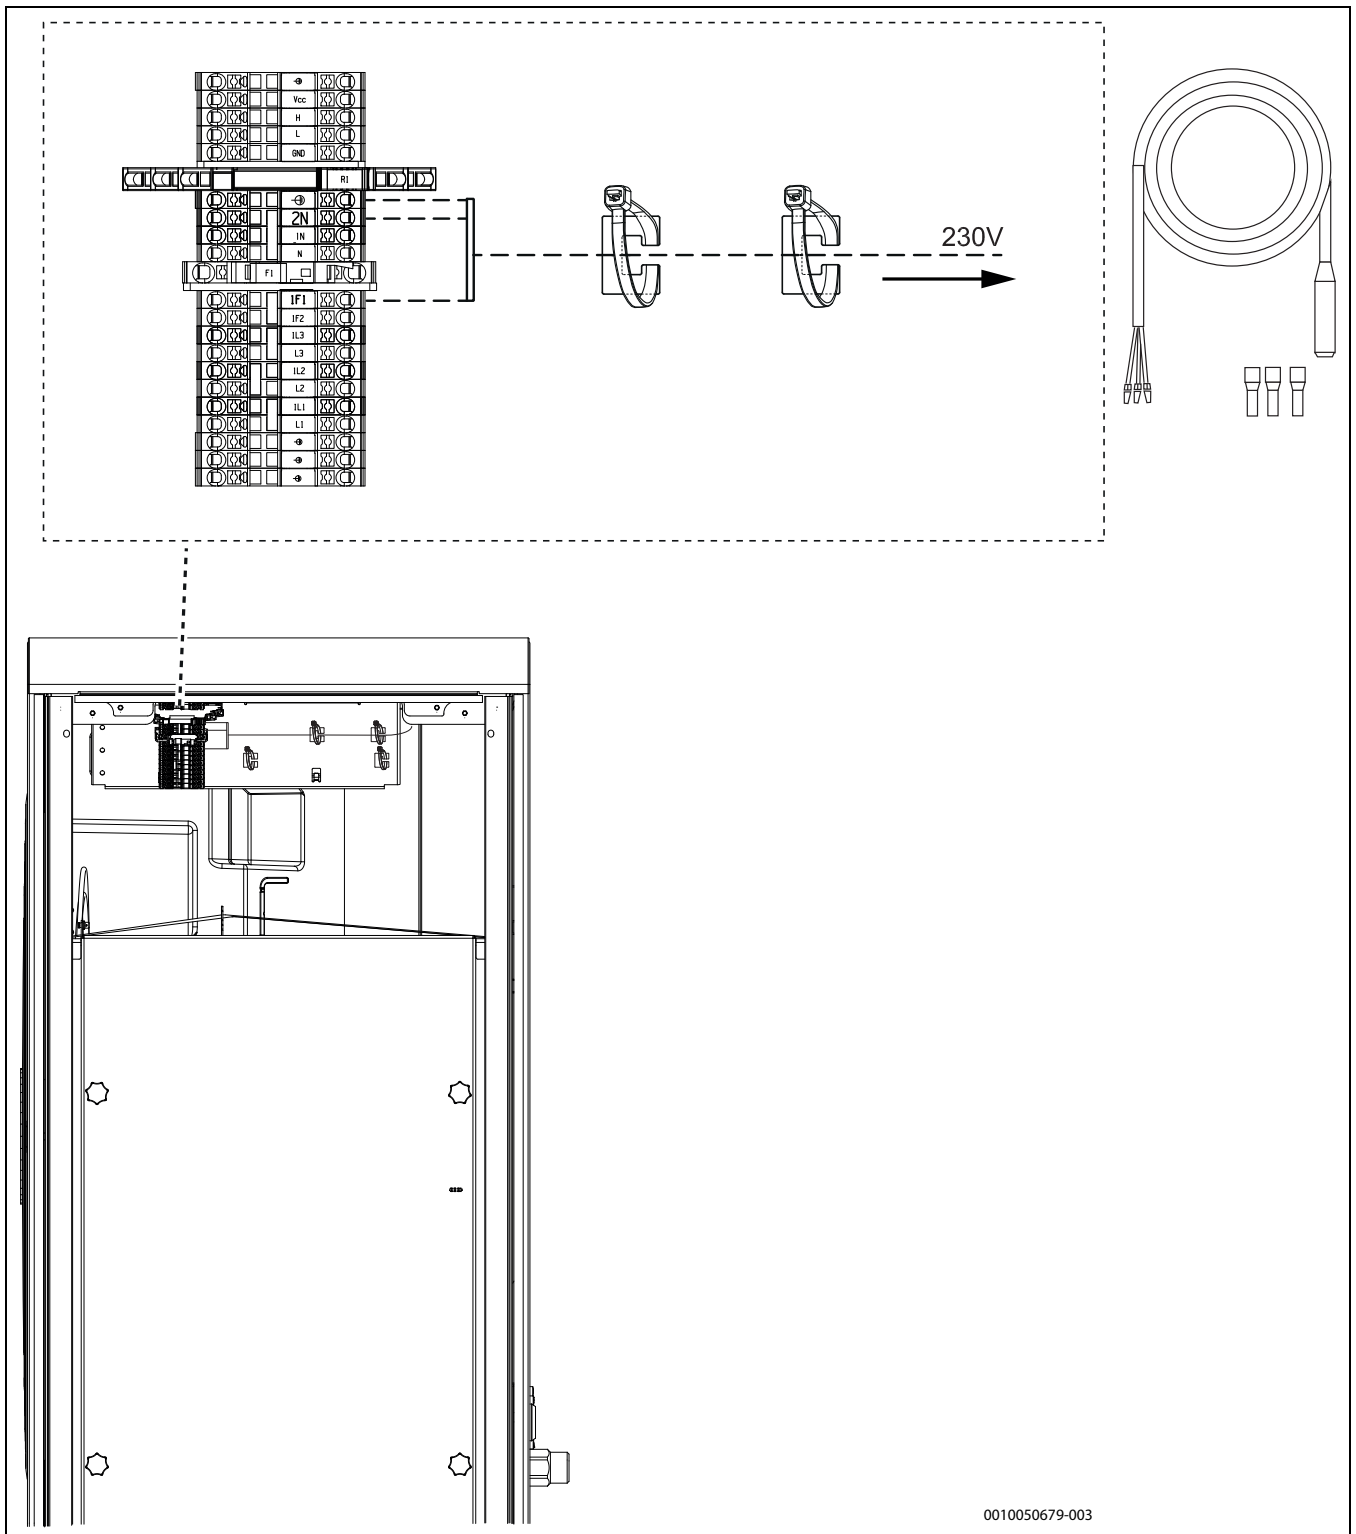 Vcc
H
L
GND
R1
2N
1N
N
230V
F1
1F1
1F2
1L3
L3
1L2
L2
1L1
L1
0010050679-003